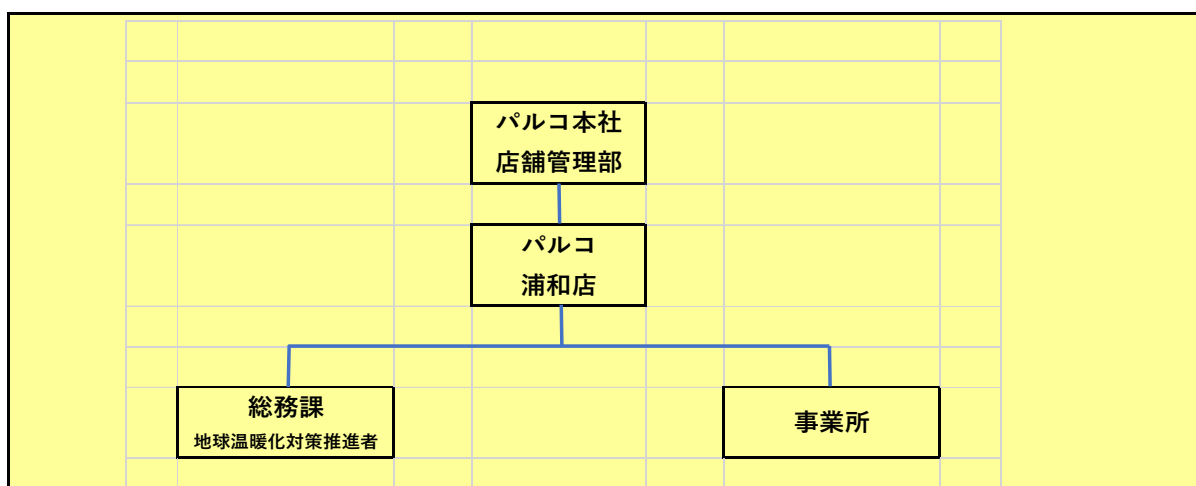 パルコ本社
店舗管理部
パルコ
浦和店
総務課
地球温暖化対策推進者
事業所